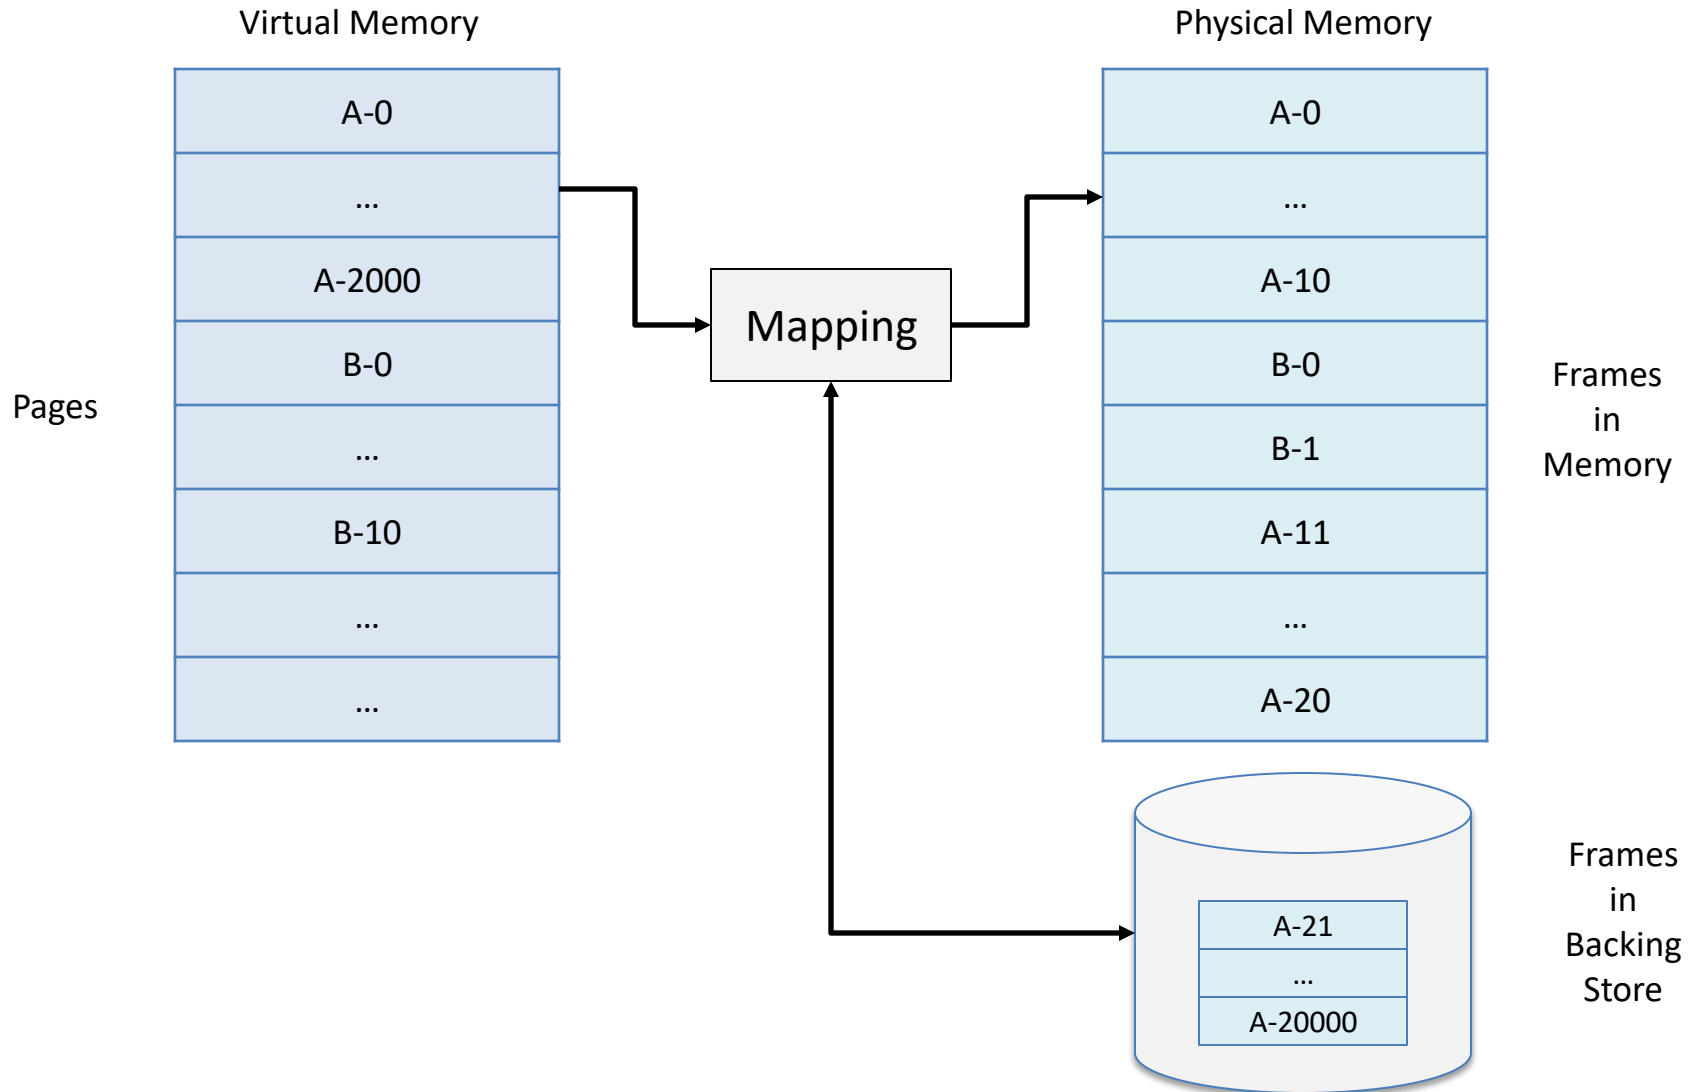 Virtual Memory
Physical Memory
A-0
...
A-2000
B-0
...
B-10
...
...
Pages
Mapping
A-0
...
A-10
B-0
B-1
A-11
...
A-20
Frames
in
Memory
A-21
...
A-20000
Frames
in
Backing
Store